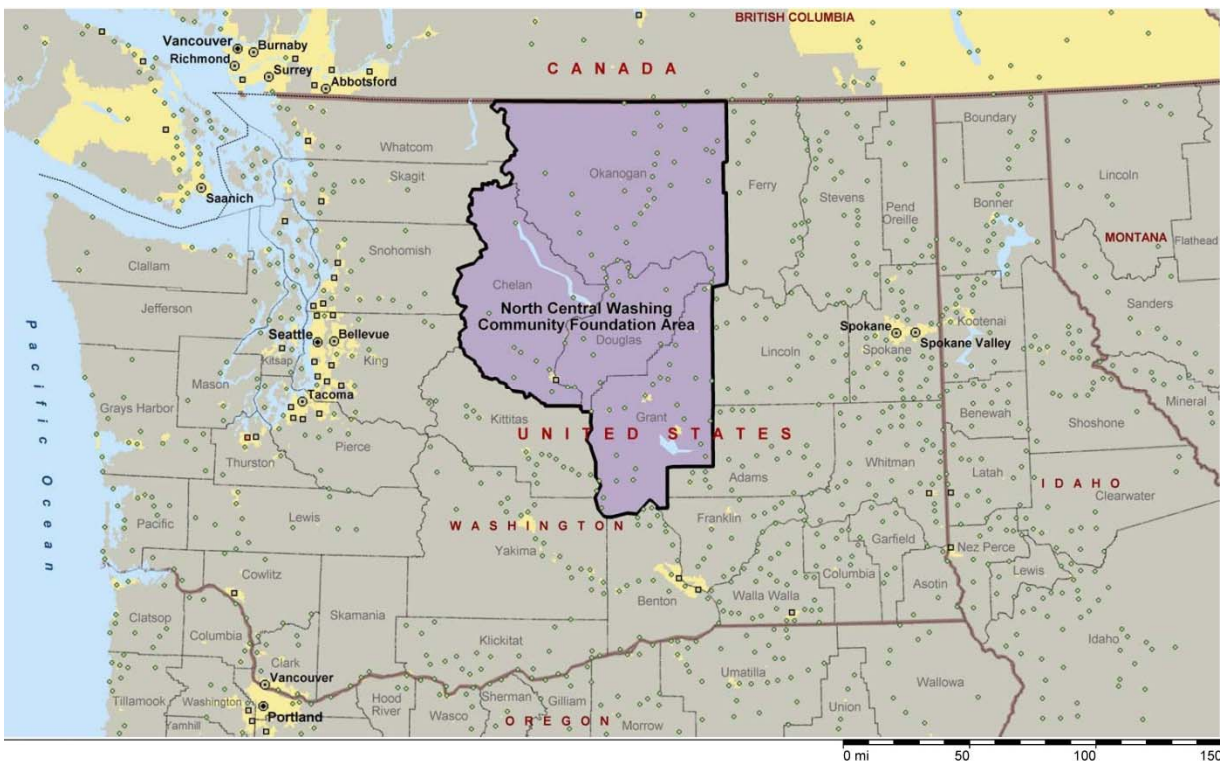 BRITISH COLUMBIA
Vancouver
Burnaby
Richmond
Surrey
Abbotsford
CANADA
Boundary
Whatcom
Skagit
Okanogan
Ferry
Stevens
Pend
Oreille
Lincoln
Saanich
Bonner
MONTANA
Flathead
Snohomish
Clallam
Jefferson
Chelan
Sanders
North Central Washing
Community Foundation Area
Douglas
Pacific Ocean
Seattle
Bellevue
Kitsap
King
Lincoln
Spokane
Spokane Valley
Spokane
Kootenai
Mason
Tacoma
Grays Harbor
Kittitas
Grant
Benewah
Shoshone
Mineral
UNITED STATES
Pierce
Thurston
Adams
Whitman
Latah
IDAHO
Clearwater
Pacific
Lewis
WASHINGTON
Franklin
Yakima
Garfield
Nez Perce
Cowlitz
Columbia
Asotin
Lewis
Skamania
Benton
Walla Walla
Clatsop
Columbia
Klickitat
Idaho
Clark
Vancouver
Umatilla
Wallowa
Tillamook
Washington
Portland
Hood
River
Wasco
Sherman
Gilliam
Morrow
Union
Yamhill
OREGON
0 mi 50 100 150